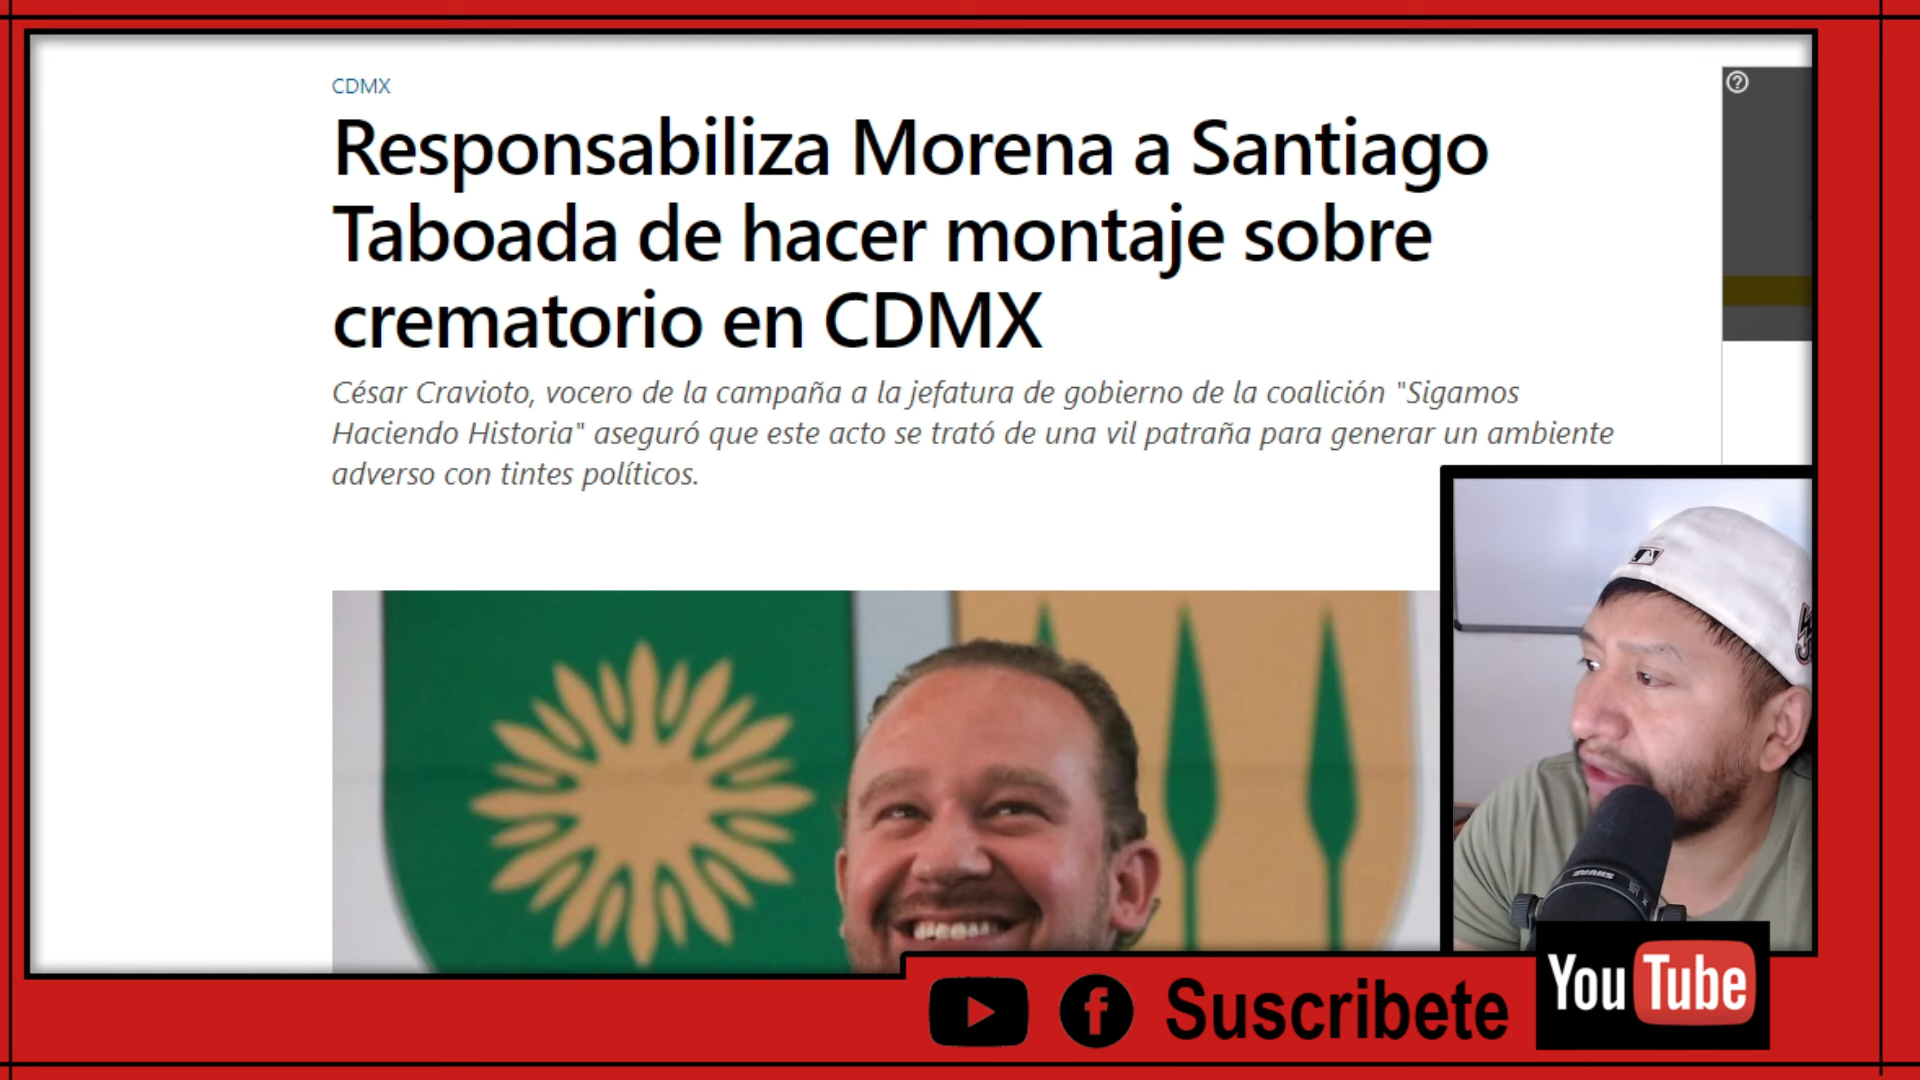 CDMX
Responsabiliza Morena a Santiago
Taboada de hacer montaje sobre
crematorio en CDMX
César Cravioto, vocero de la campaña a la jefatura de gobierno de la coalición "Sigamos
Haciendo Historia" aseguró que este acto se trató de una vil patraña para generar un ambiente
adverso con tintes políticos.
SHURE
Suscribete
YouTube